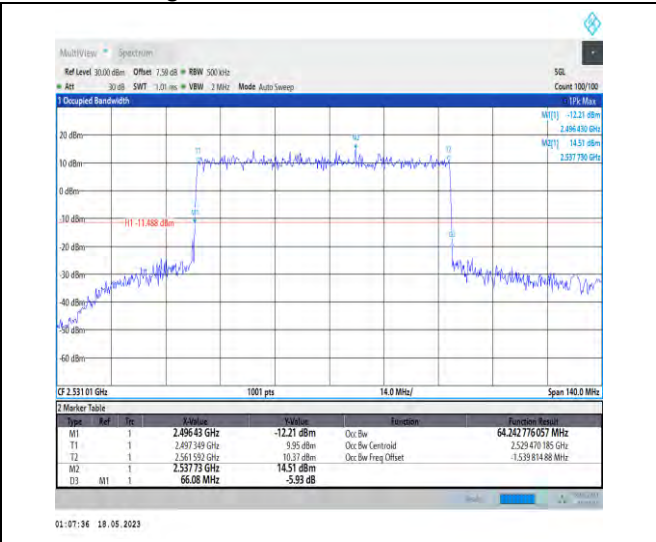 MultiView Spectrum
Ref Level 30.00 dBm Offset 7.59 dB RBW 500 kHz SGL
Att 30 dB SWT 1.01 ms VBW 2 MHz Mode Auto Sweep Count 100/100
1 Occupied Bandwidth 1Pk Max
M1[1] -12.21 dBm
2.496 430 GHz
M2[1] 14.51 dBm
2.537 730 GHz
20 dBm
M2
T1
T2
10 dBm
0 dBm
M1
-10 dBm
H1 -11.488 dBm
D3
-20 dBm
-30 dBm
-40 dBm
-50 dBm
-60 dBm
CF 2.531 01 GHz 1001 pts 14.0 MHz/ Span 140.0 MHz
2 Marker Table
Type Ref Trc X-Value Y-Value Function Function Result
M1 1 2.496 43 GHz -12.21 dBm Occ Bw 64.242 776 057 MHz
T1 1 2.497 349 GHz 9.95 dBm Occ Bw Centroid 2.529 470 185 GHz
T2 1 2.561 592 GHz 10.37 dBm Occ Bw Freq Offset -1.539 814 88 MHz
M2 1 2.537 73 GHz 14.51 dBm
D3 M1 1 66.08 MHz -5.93 dB
01:07:36 18.05.2023